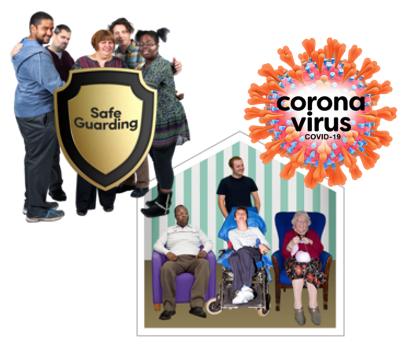 Safe
Guarding
corona
virus
COVID-19